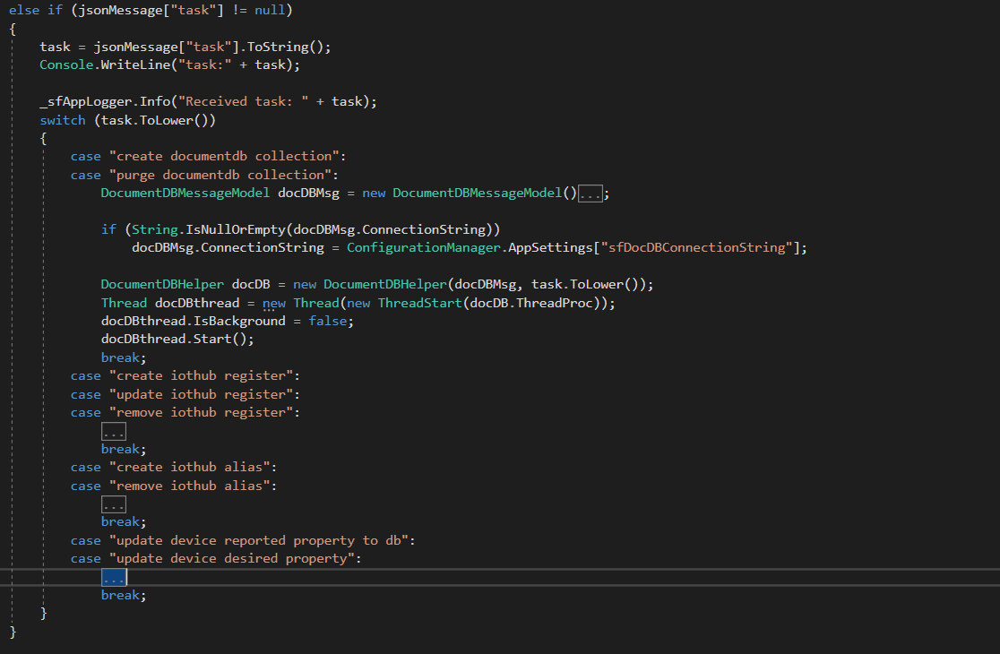 else if (jsonMessage["task"] != null)
{
task = jsonMessage["task"].ToString();
Console.WriteLine("task:" + task);
_sfAppLogger.Info("Received task: " + task);
switch (task.ToLower())
{
case "create documentdb collection":
case "purge documentdb collection":
DocumentDBMessageModel docDBMsg = new DocumentDBMessageModel()...;
if (String.IsNullOrEmpty(docDBMsg.ConnectionString))
docDBMsg.ConnectionString = ConfigurationManager.AppSettings["sfDocDBConnectionString"];
DocumentDBHelper docDB = new DocumentDBHelper(docDBMsg, task.ToLower());
Thread docDBthread = new Thread(new ThreadStart(docDB.ThreadProc));
docDBthread.IsBackground = false;
docDBthread.Start();
break;
case "create iothub register":
case "update iothub register":
case "remove iothub register":
...
break;
case "create iothub alias":
case "remove iothub alias":
...
break;
case "update device reported property to db":
case "update device desired property":
...
break;
}
}